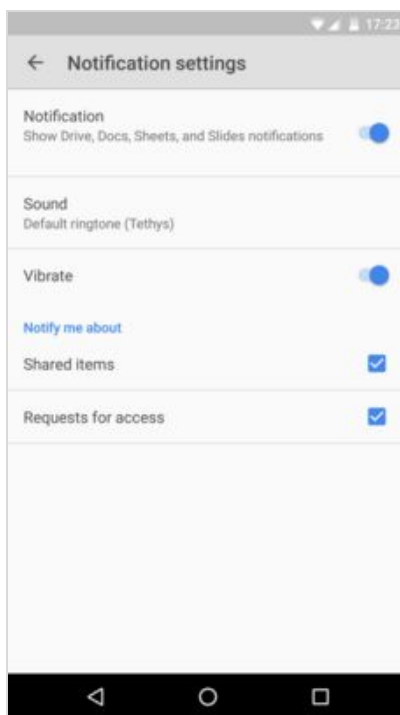 17:23
Notification settings
Notification
Show Drive, Docs, Sheets, and Slides notifications
Sound
Default ringtone (Tethys)
Vibrate
Notify me about
Shared items
Requests for access